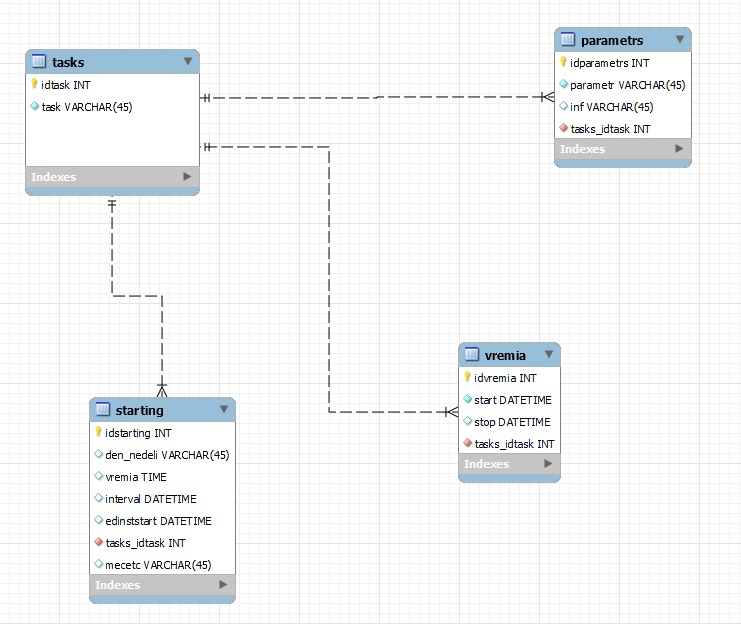 tasks
idtask INT
task VARCHAR(45)
Indexes
parametrs
idparametrs INT
parametr VARCHAR(45)
inf VARCHAR(45)
tasks_idtask INT
Indexes
starting
idstarting INT
den_nedeli VARCHAR(45)
vremia TIME
interval DATETIME
edinststart DATETIME
tasks_idtask INT
mecetc VARCHAR(45)
Indexes
vremia
idvremia INT
start DATETIME
stop DATETIME
tasks_idtask INT
Indexes